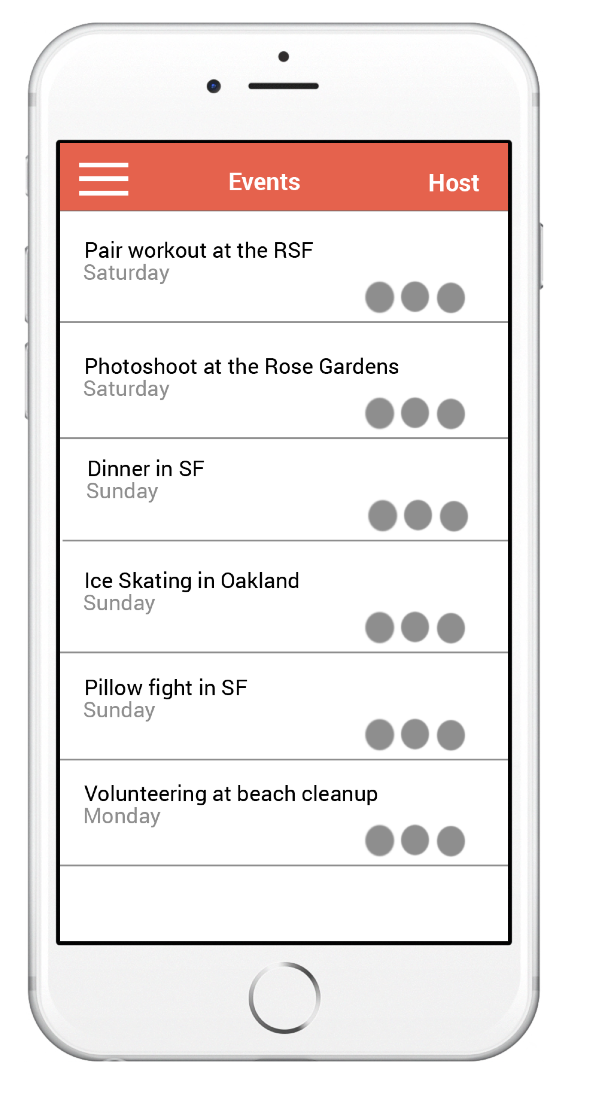 Events
Host
Pair workout at the RSF
Saturday
Photoshoot at the Rose Gardens
Saturday
Dinner in SF
Sunday
Ice Skating in Oakland
Sunday
Pillow fight in SF
Sunday
Volunteering at beach cleanup
Monday